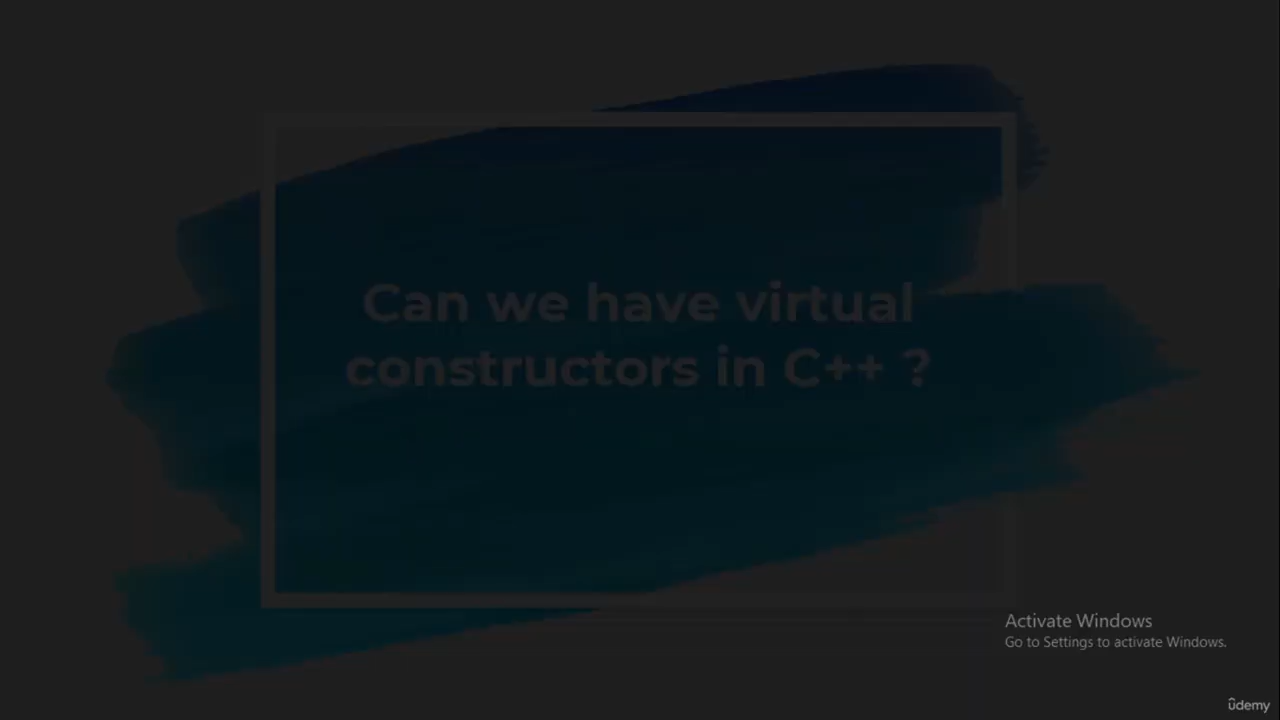 Can we have virtual
constructors in C++ ?
Activate Windows
Go to Settings to activate Windows.
ûdemy